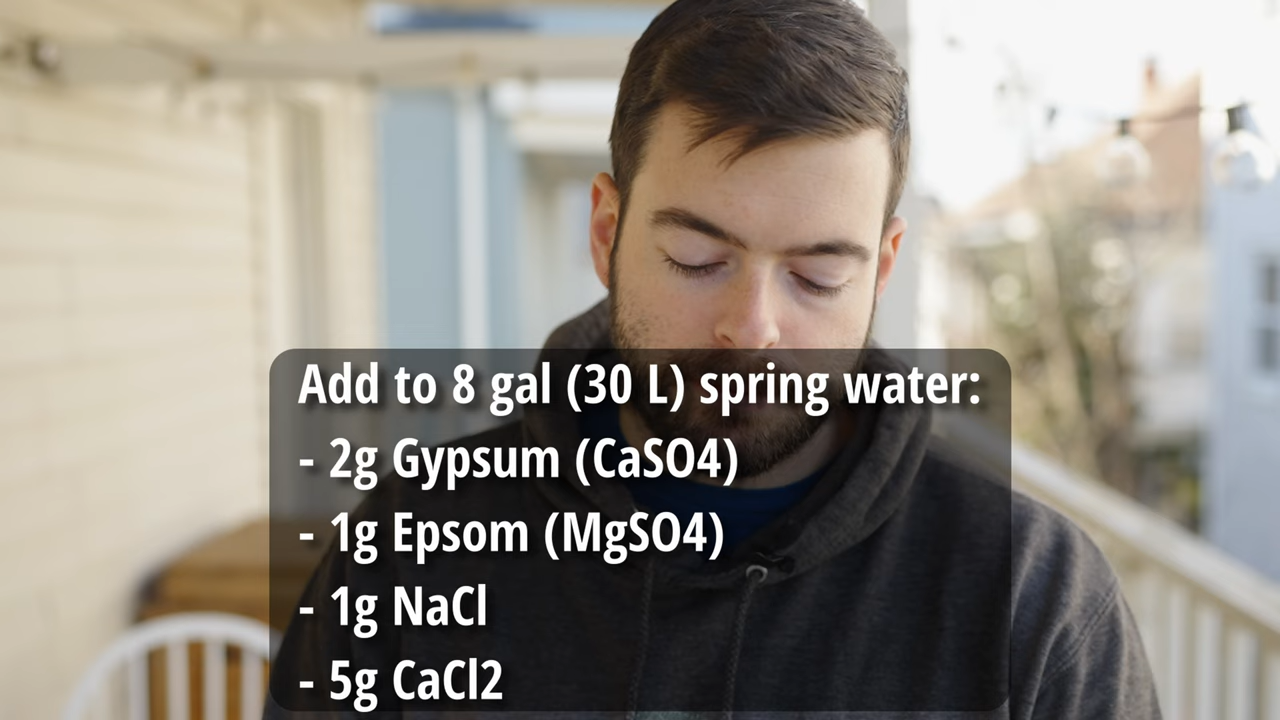 Add to 8 gal (30 L) spring water:
- 2g Gypsum (CaSO4)
- 1g Epsom (MgSO4)
- 1g NaCl
- 5g CaCl2